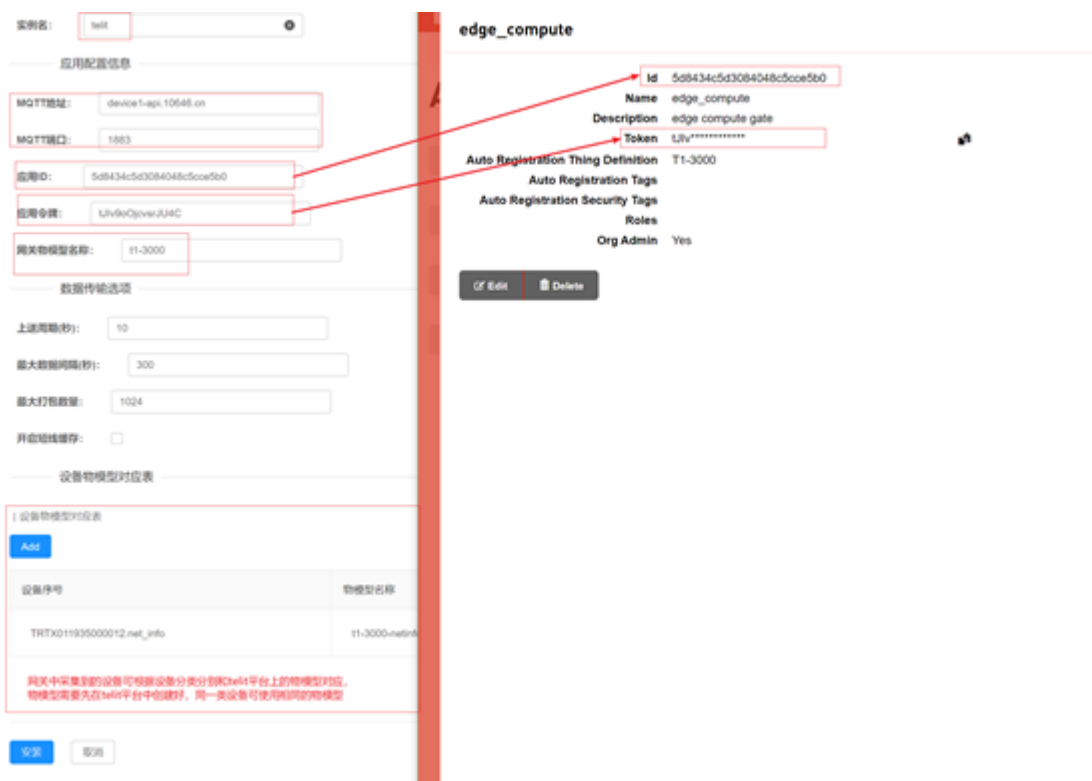 实例名: telit
应用配置信息
MQTT地址: device1-api.10646.cn
MQTT端口: 1883
应用ID: 5d8434c5d3084048c5cce5b0
应用令牌: tJIv9oOjcverJU4C
网关物模型名称: t1-3000
数据传输选项
上送周期(秒): 10
最大数据间隔(秒): 300
最大打包数量: 1024
开启短线缓存:
设备物模型对应表
| 设备物模型对应表
Add
设备序号 物模型名称
TRTX011935000012.net_info t1-3000-netinfo
网关中采集到的设备可根据设备分类分别和telit平台上的物模型对应,
物模型需要先在telit平台中创建好，同一类设备可使用相同的物模型
安装 取消
edge_compute
Id 5d8434c5d3084048c5cce5b0
Name edge_compute
Description edge compute gate
Token tJIv************
Auto Registration Thing Definition T1-3000
Auto Registration Tags
Auto Registration Security Tags
Roles
Org Admin Yes
Edit Delete